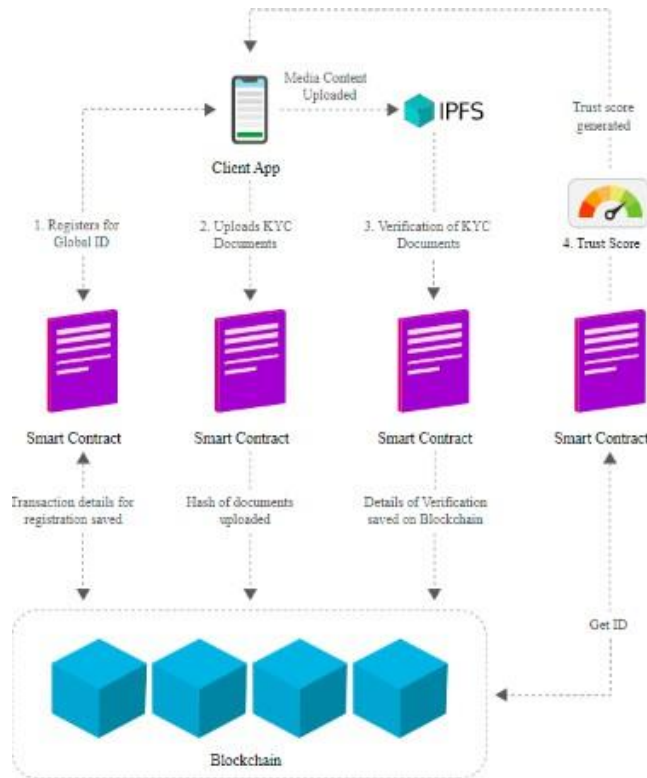 Media Content
Uploaded
IPFS
Trust score
generated
Client App
1. Registers for
Global ID
2. Uploads KYC
Documents
3. Verification of KYC
Documents
4. Trust Score
Smart Contract
Smart Contract
Smart Contract
Smart Contract
Transaction details for
registration saved
Hash of documents
uploaded
Details of Verification
saved on Blockchain
Get ID
Blockchain